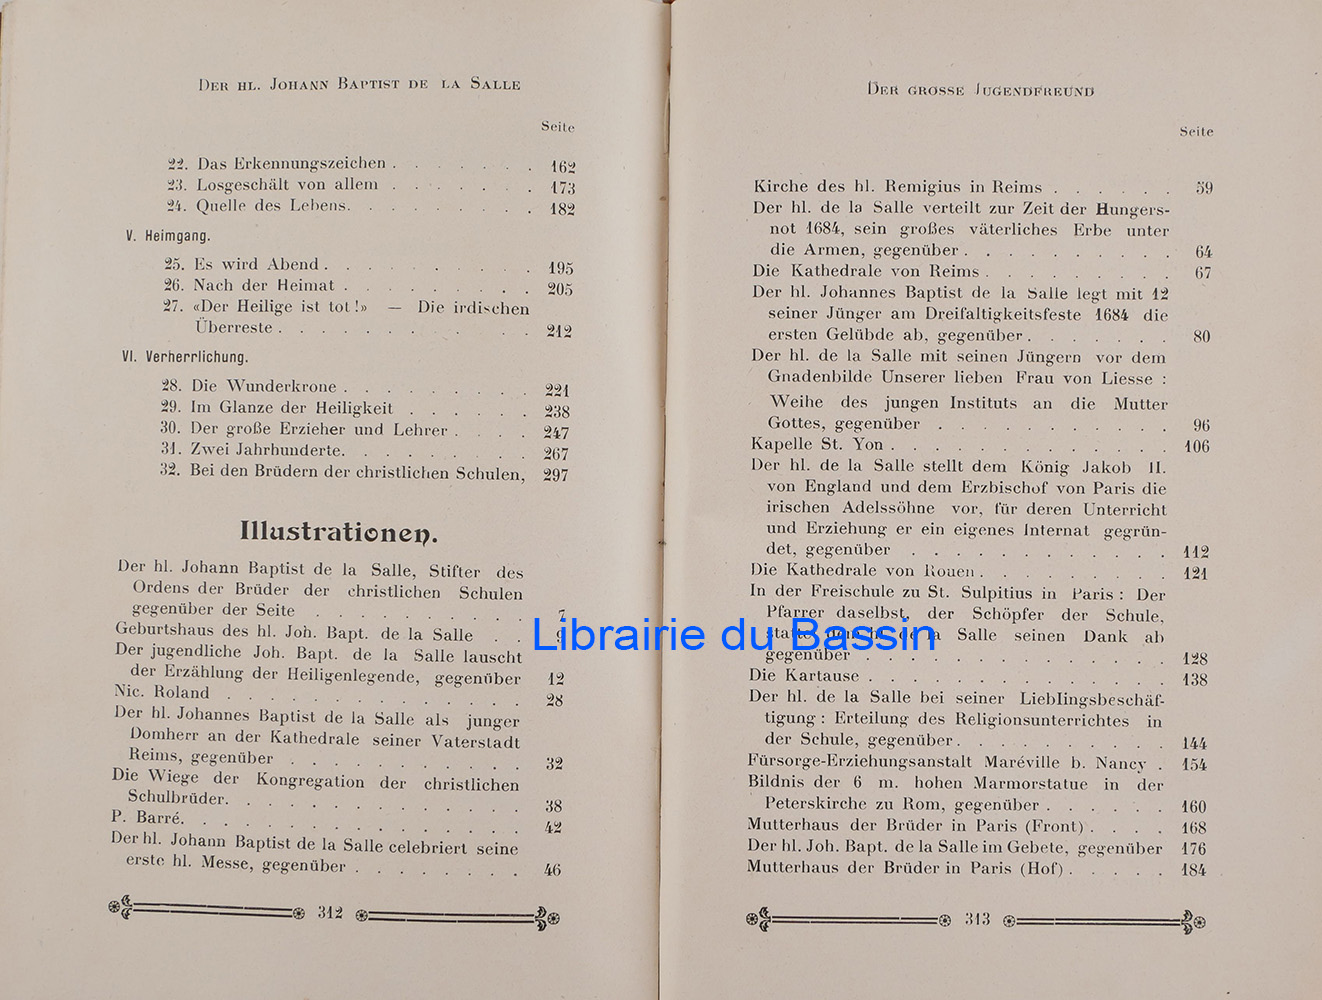 Der hl. Johann Baptist de la Salle
Seite
22. Das Erkennungszeichen . . . . . . . 162
23. Losgeschält von allem . . . . . . . 173
24. Quelle des Lebens. . . . . . . . . 182
V. Heimgang.
25. Es wird Abend . . . . . . . . . . 195
26. Nach der Heimat . . . . . . . . . 205
27. «Der Heilige ist tot!» — Die irdischen
Überreste . . . . . . . . . . . 212
VI. Verherrlichung.
28. Die Wunderkrone . . . . . . . . . 221
29. Im Glanze der Heiligkeit . . . . . . 238
30. Der große Erzieher und Lehrer . . . . 247
31. Zwei Jahrhunderte. . . . . . . . . 267
32. Bei den Brüdern der christlichen Schulen, 297
Illustrationen.
Der hl. Johann Baptist de la Salle, Stifter des
Ordens der Brüder der christlichen Schulen
gegenüber der Seite . . . . . . . . . 7
Geburtshaus des hl. Joh. Bapt. de la Salle . . 9
Der jugendliche Joh. Bapt. de la Salle lauscht
der Erzählung der Heiligenlegende, gegenüber 12
Nic. Roland . . . . . . . . . . . . 28
Der hl. Johannes Baptist de la Salle als junger
Domherr an der Kathedrale seiner Vaterstadt
Reims, gegenüber . . . . . . . . . . 32
Die Wiege der Kongregation der christlichen
Schulbrüder. . . . . . . . . . . . 38
P. Barré. . . . . . . . . . . . . . 42
Der hl. Johann Baptist de la Salle celebriert seine
erste hl. Messe, gegenüber . . . . . . . 46
312
Der grosse Jugendfreund
Seite
Kirche des hl. Remigius in Reims . . . . . . 59
Der hl. de la Salle verteilt zur Zeit der Hungers-
not 1684, sein großes väterliches Erbe unter
die Armen, gegenüber . . . . . . . . . 64
Die Kathedrale von Reims . . . . . . . . 67
Der hl. Johannes Baptist de la Salle legt mit 12
seiner Jünger am Dreifaltigkeitsfeste 1684 die
ersten Gelübde ab, gegenüber . . . . . . . 80
Der hl. de la Salle mit seinen Jüngern vor dem
Gnadenbilde Unserer lieben Frau von Liesse :
Weihe des jungen Instituts an die Mutter
Gottes, gegenüber . . . . . . . . . . 96
Kapelle St. Yon . . . . . . . . . . . . 106
Der hl. de la Salle stellt dem König Jakob II.
von England und dem Erzbischof von Paris die
irischen Adelssöhne vor, für deren Unterricht
und Erziehung er ein eigenes Internat gegrün-
det, gegenüber . . . . . . . . . . . 112
Die Kathedrale von Rouen . . . . . . . . 121
In der Freischule zu St. Sulpitius in Paris : Der
Pfarrer daselbst, der Schöpfer der Schule,
stattet dem hl. de la Salle seinen Dank ab
gegenüber . . . . . . . . . . . . . 128
Die Kartause . . . . . . . . . . . . . 138
Der hl. de la Salle bei seiner Lieblingsbeschäf-
tigung : Erteilung des Religionsunterrichtes in
der Schule, gegenüber . . . . . . . . . 144
Fürsorge-Erziehungsanstalt Maréville b. Nancy . 154
Bildnis der 6 m. hohen Marmorstatue in der
Peterskirche zu Rom, gegenüber . . . . . . 160
Mutterhaus der Brüder in Paris (Front) . . . . 168
Der hl. Joh. Bapt. de la Salle im Gebete, gegenüber 176
Mutterhaus der Brüder in Paris (Hof) . . . . . 184
313
Librairie du Bassin